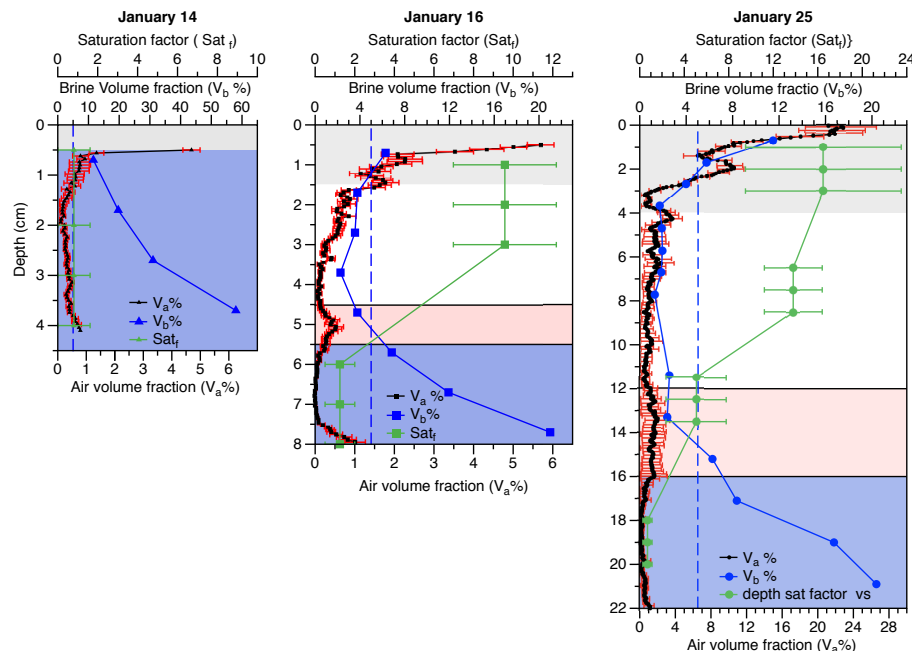 January 14
Saturation factor ( Sat f)
0 2 4 6 8 10
Brine Volume fraction (Vb %)
0 10 20 30 40 50 60
0
1
2
3
4
Depth (cm)
Va%
Vb%
Satf
0 1 2 3 4 5 6
Air volume fraction (Va%)
January 16
Saturation factor (Satf)
0 2 4 6 8 10 12
Brine Volume fraction (Vb %)
0 4 8 12 16 20
0
1
2
3
4
5
6
7
8
Va %
Vb%
Satf
0 1 2 3 4 5 6
Air volume fraction (Va%)
January 25
Saturation factor (Satf)}
0 4 8 12 16 20 24
Brine Volume fraction (Vb%)
0 4 8 12 16 20
0
2
4
6
8
10
12
14
16
18
20
22
Va %
Vb %
depth sat factor vs
0 4 8 12 16 20 24 28
Air volume fraction (Va%)